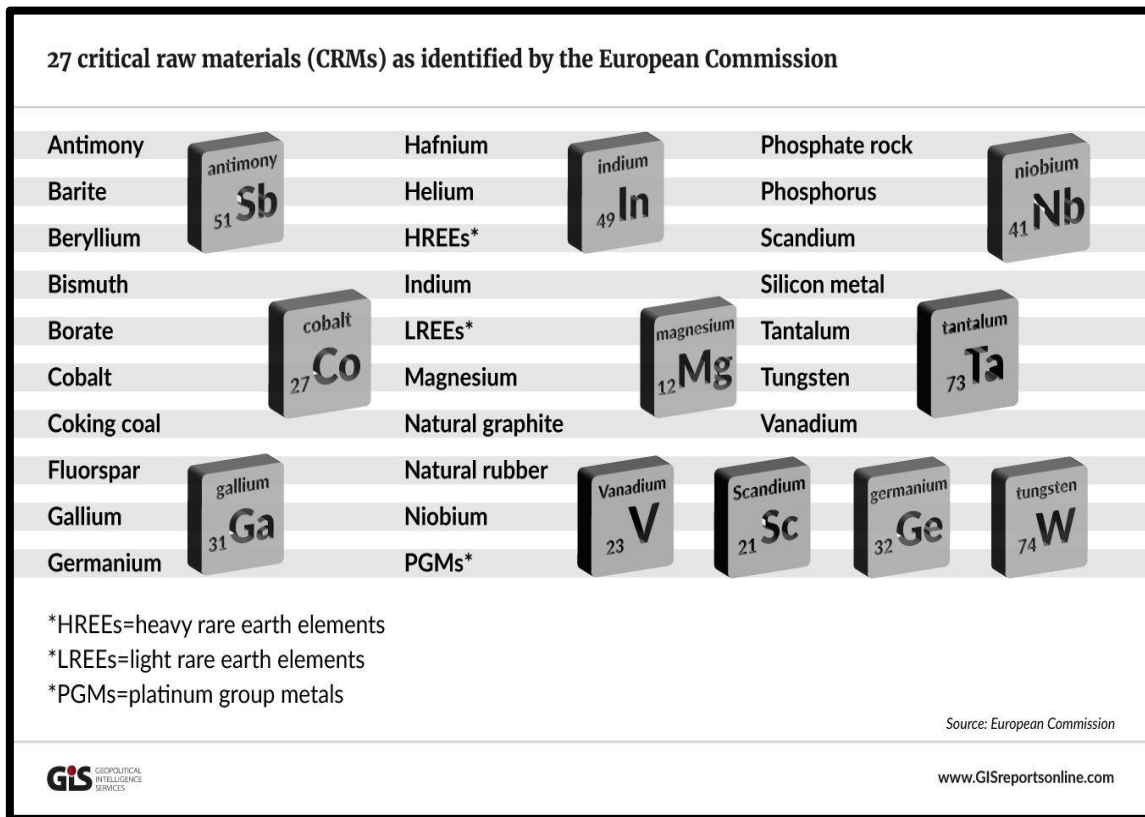 27 critical raw materials (CRMs) as identified by the European Commission
Antimony
Barite
Beryllium
Bismuth
Borate
Cobalt
Coking coal
Fluorspar
Gallium
Germanium
antimony
51 Sb
cobalt
27 Co
gallium
31 Ga
Hafnium
Helium
HREEs*
Indium
LREEs*
Magnesium
Natural graphite
Natural rubber
Niobium
PGMs*
indium
49 In
magnesium
12 Mg
Phosphate rock
Phosphorus
Scandium
Silicon metal
Tantalum
Tungsten
Vanadium
niobium
41 Nb
tantalum
73 Ta
Vanadium
23 V
Scandium
21 Sc
germanium
32 Ge
tungsten
74 W
*HREEs=heavy rare earth elements
*LREEs=light rare earth elements
*PGMs=platinum group metals
Source: European Commission
GIS
GEOPOLITICAL
INTELLIGENCE
SERVICES
www.GISreportsonline.com